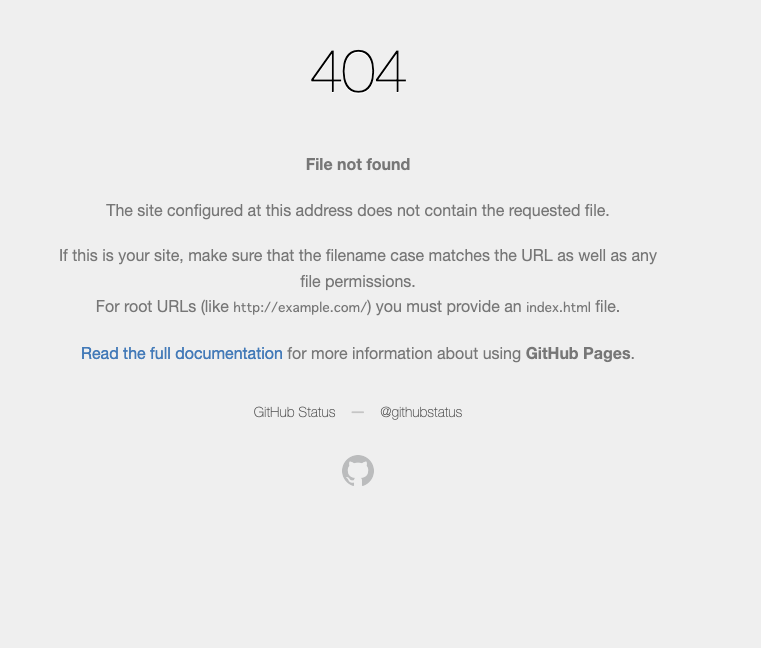 404
File not found
The site configured at this address does not contain the requested file.
If this is your site, make sure that the filename case matches the URL as well as any
file permissions.
For root URLs (like http://example.com/) you must provide an index.html file.
Read the full documentation for more information about using GitHub Pages.
GitHub Status — @githubstatus